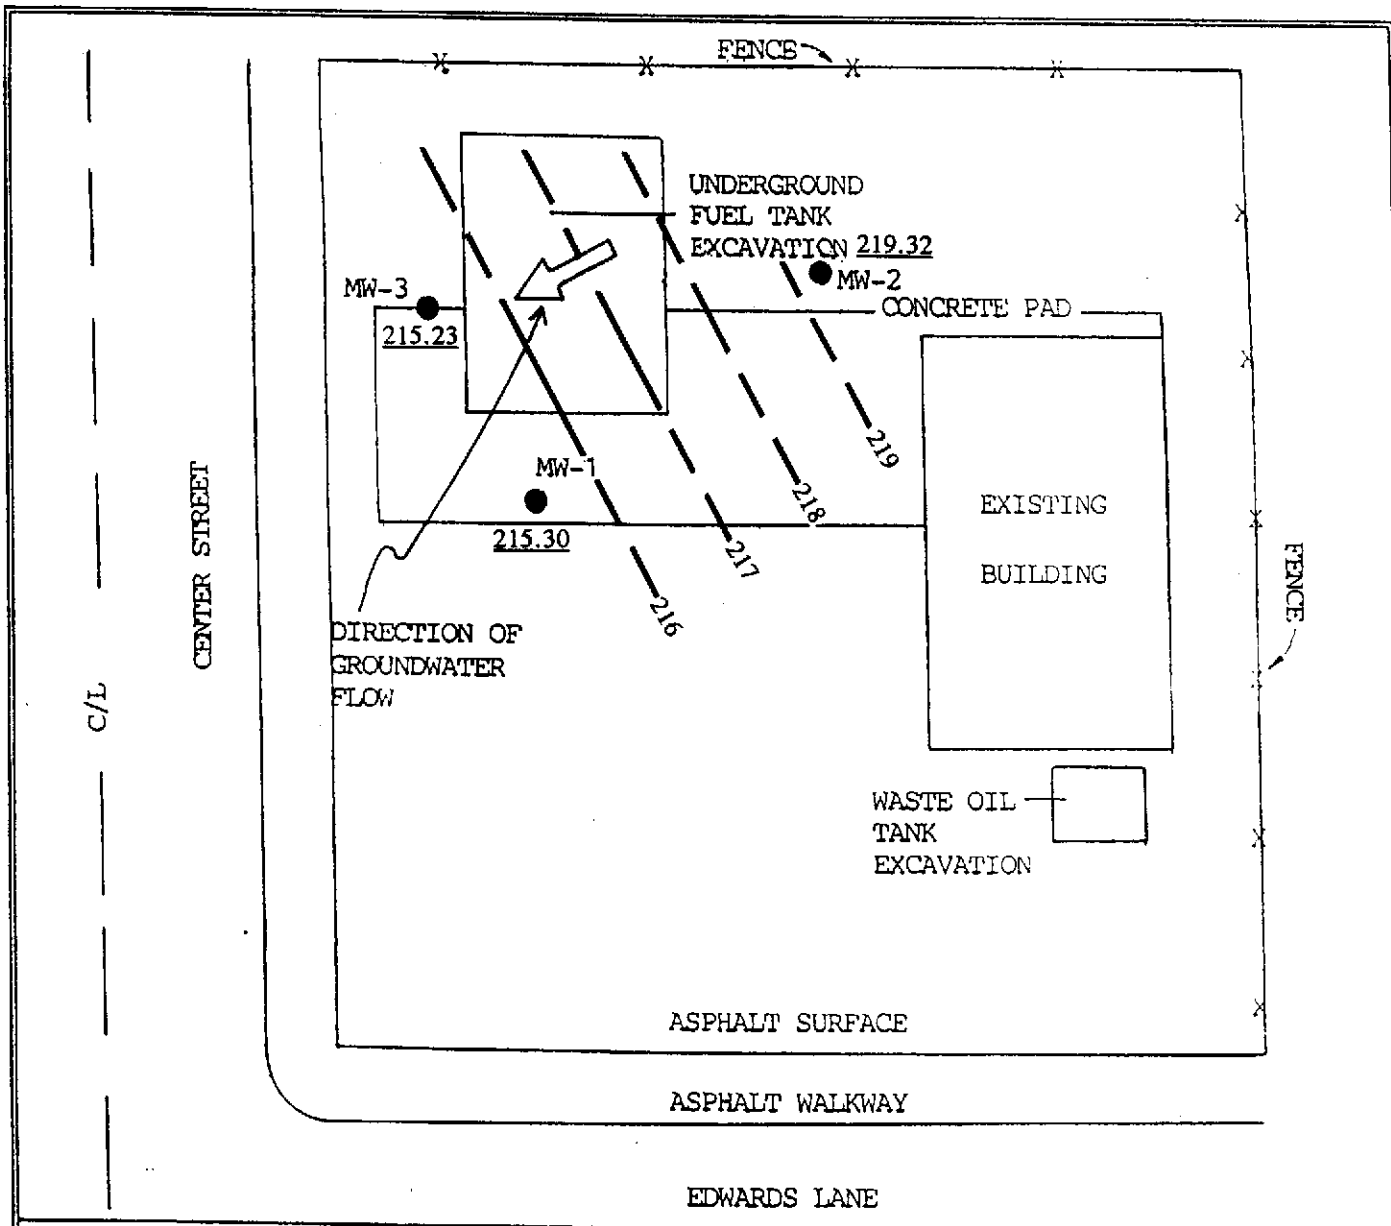 FENCE
UNDERGROUND
FUEL TANK
EXCAVATION 219.32
MW-2
MW-3
215.23
CONCRETE PAD
219
218
217
216
MW-1
215.30
EXISTING
BUILDING
CENTER STREET
FENCE
DIRECTION OF
GROUNDWATER
FLOW
C/L
WASTE OIL
TANK
EXCAVATION
ASPHALT SURFACE
ASPHALT WALKWAY
EDWARDS LANE